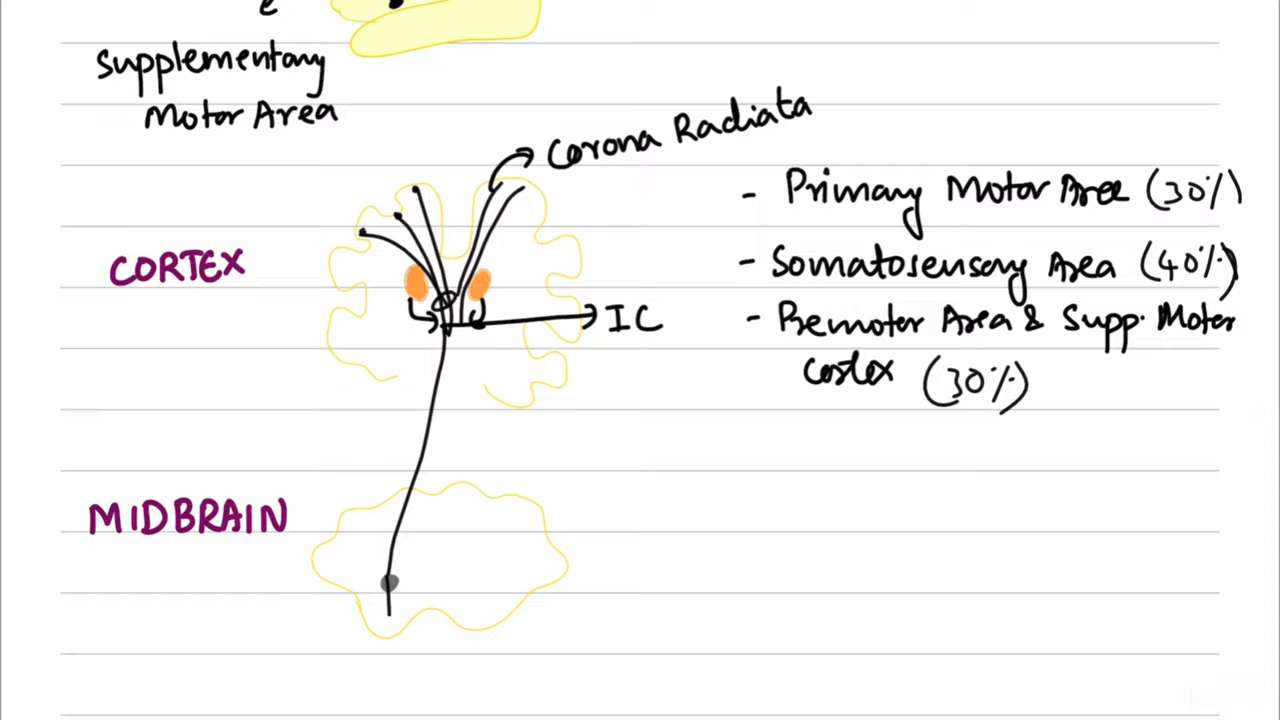 Supplementary
Motor Area
Corona Radiata
CORTEX
IC
- Primary Motor Area (30%)
- Somatosensory Area (40%)
- Premotor Area & Supp. Motor
Cortex (30%)
MIDBRAIN